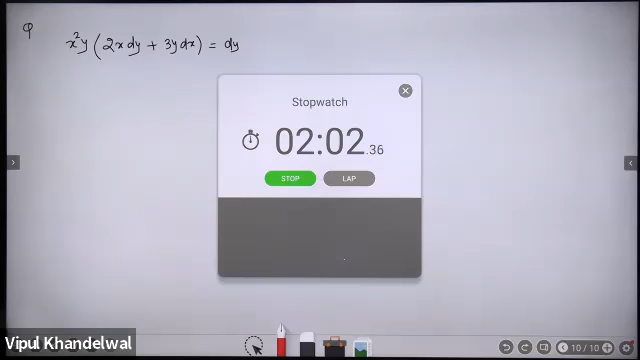 Q
x²y (2x dy + 3y dx) = dy
Stopwatch
02:02.36
STOP
LAP
Vipul Khandelwal
10 / 10